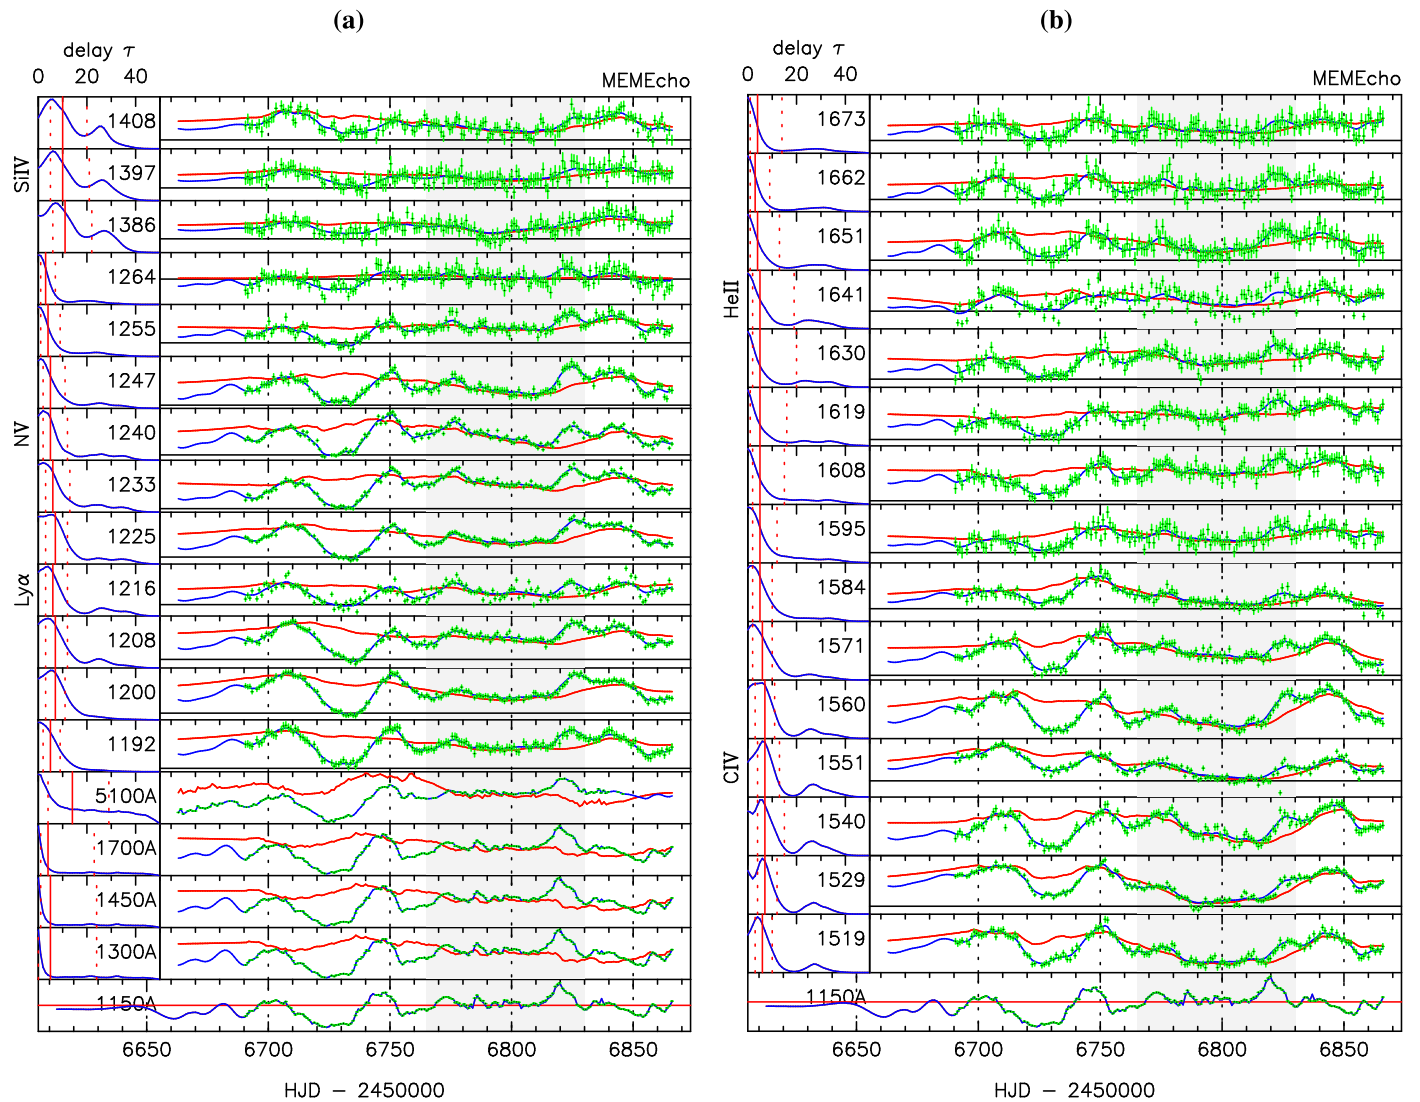 (a)
delay τ
0 20 40
MEMEcho
SiIV
1408
1397
1386
1264
1255
1247
NV
1240
1233
1225
Lyα
1216
1208
1200
1192
5100A
1700A
1450A
1300A
1150A
6650 6700 6750 6800 6850
HJD − 2450000
(b)
delay τ
0 20 40
MEMEcho
1673
1662
1651
HeII
1641
1630
1619
1608
1595
1584
1571
1560
CIV
1551
1540
1529
1519
1150A
6650 6700 6750 6800 6850
HJD − 2450000